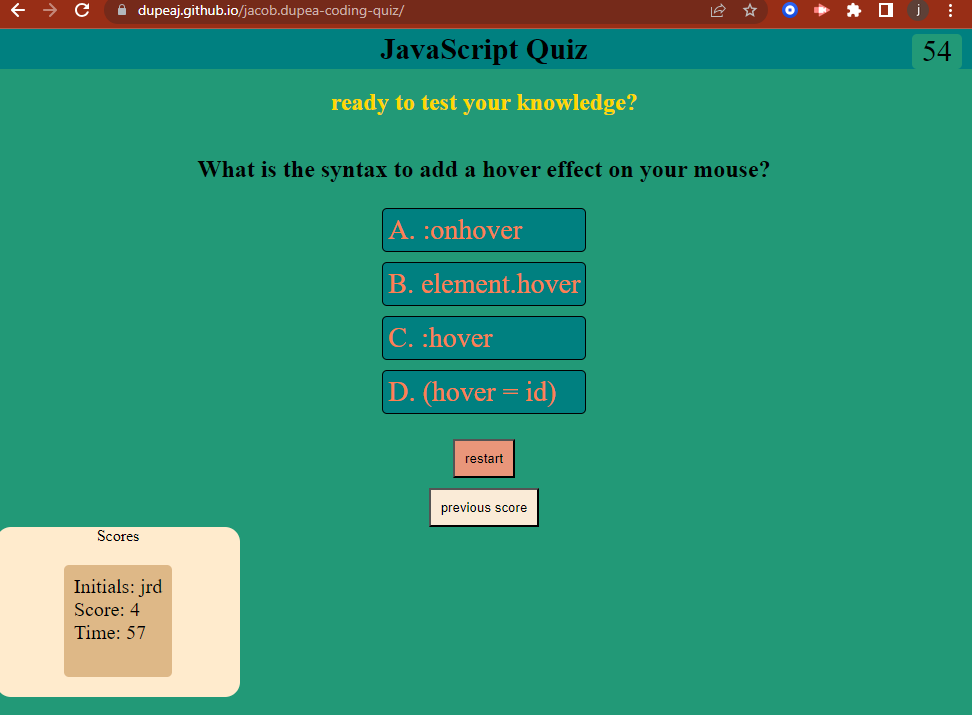 dupeaj.github.io/jacob.dupea-coding-quiz/
j
JavaScript Quiz
54
ready to test your knowledge?
What is the syntax to add a hover effect on your mouse?
A. :onhover
B. element.hover
C. :hover
D. (hover = id)
restart
previous score
Scores
Initials: jrd
Score: 4
Time: 57